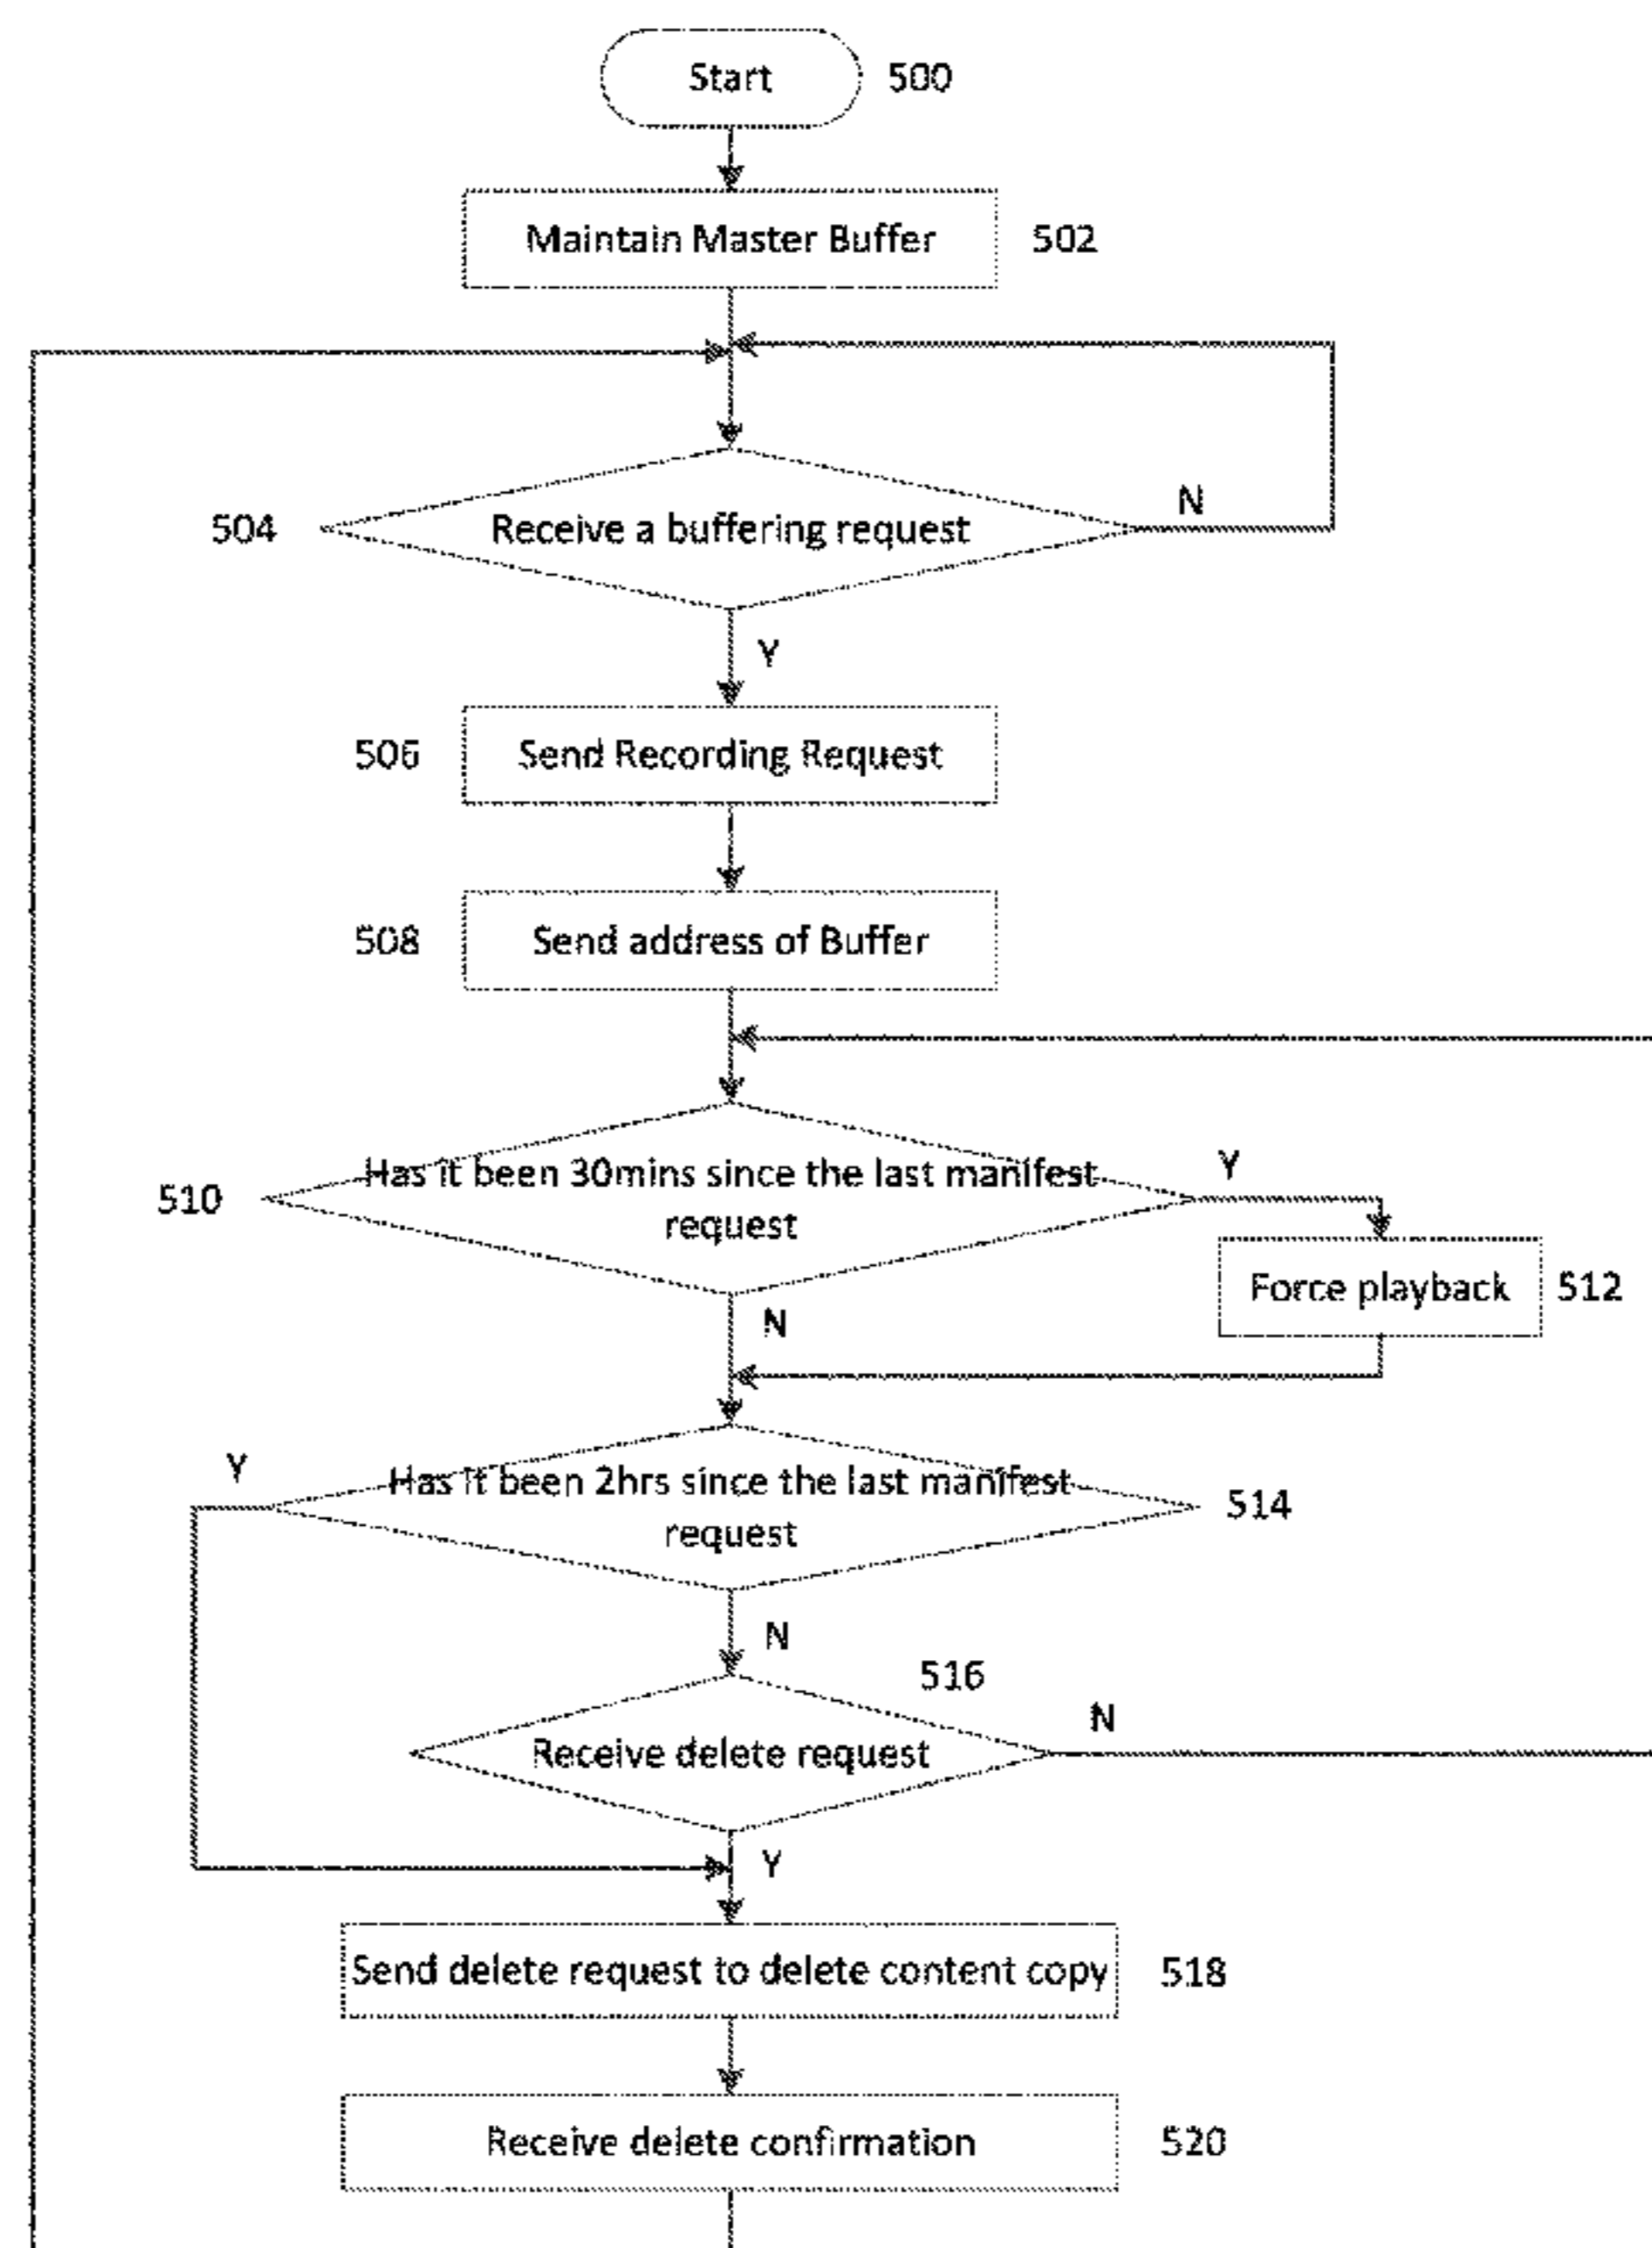 Start
500
Maintain Master Buffer
502
504
Receive a buffering request
N
Y
506
Send Recording Request
508
Send address of Buffer
510
Has it been 30mins since the last manifest
request
Y
Force playback
512
N
Y
Has it been 2hrs since the last manifest
request
514
N
516
Receive delete request
N
Y
Send delete request to delete content copy
518
Receive delete confirmation
520